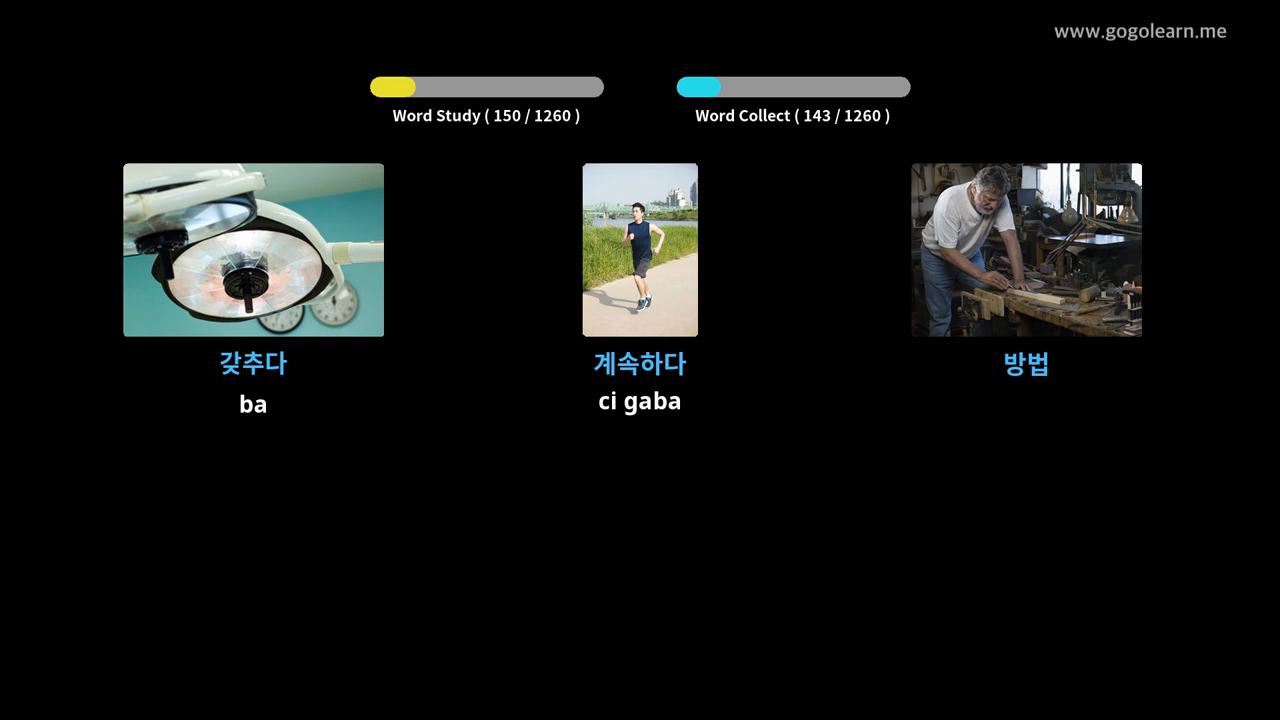 www.gogolearn.me
Word Study ( 150 / 1260 )
Word Collect ( 143 / 1260 )
갖추다
계속하다
방법
ba
ci gaba